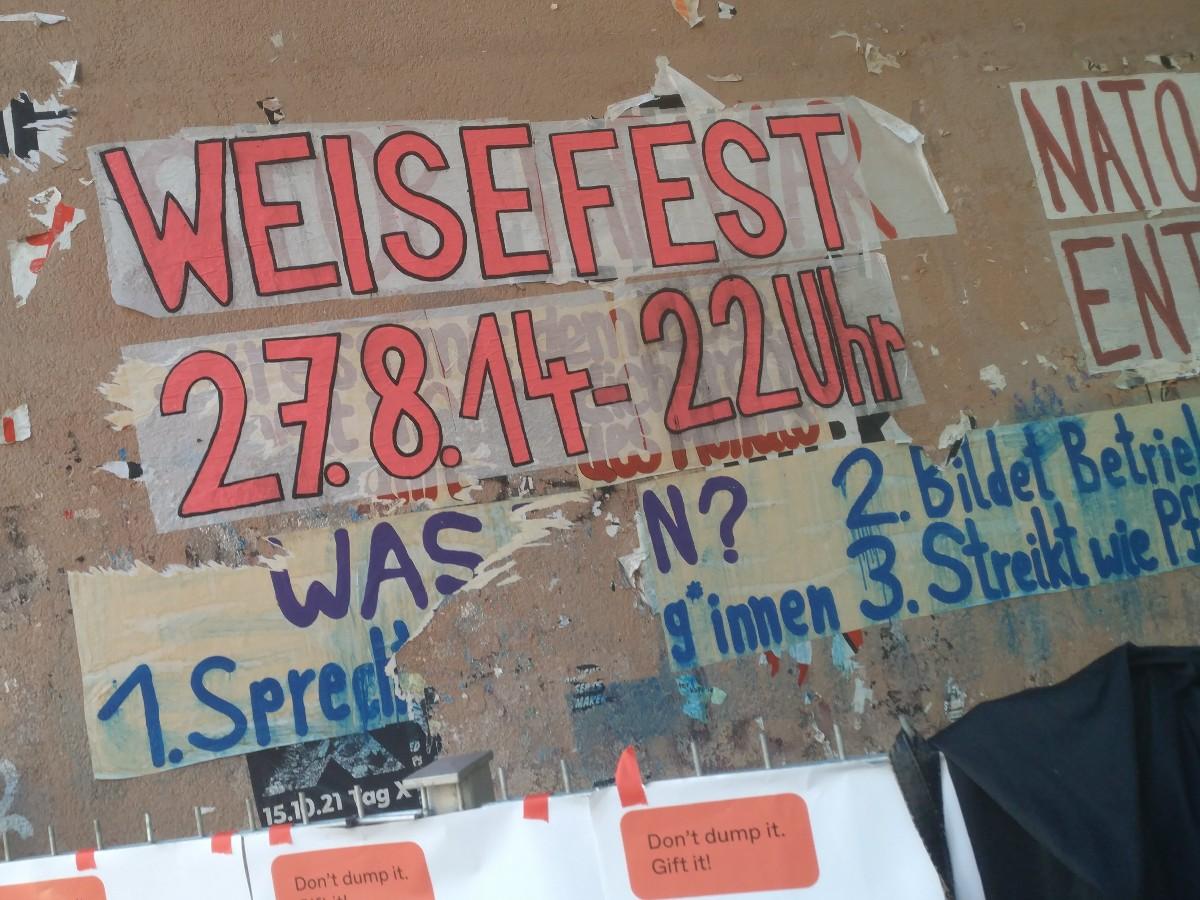 WEISEFEST
27.8.14-22Uhr
NATO
ENT
WAS N?
2. Bildet
1. Sprech g*innen 3. Streikt wie
15.10.21 Tag X
Don't dump it.
Gift it!
Don't dump it.